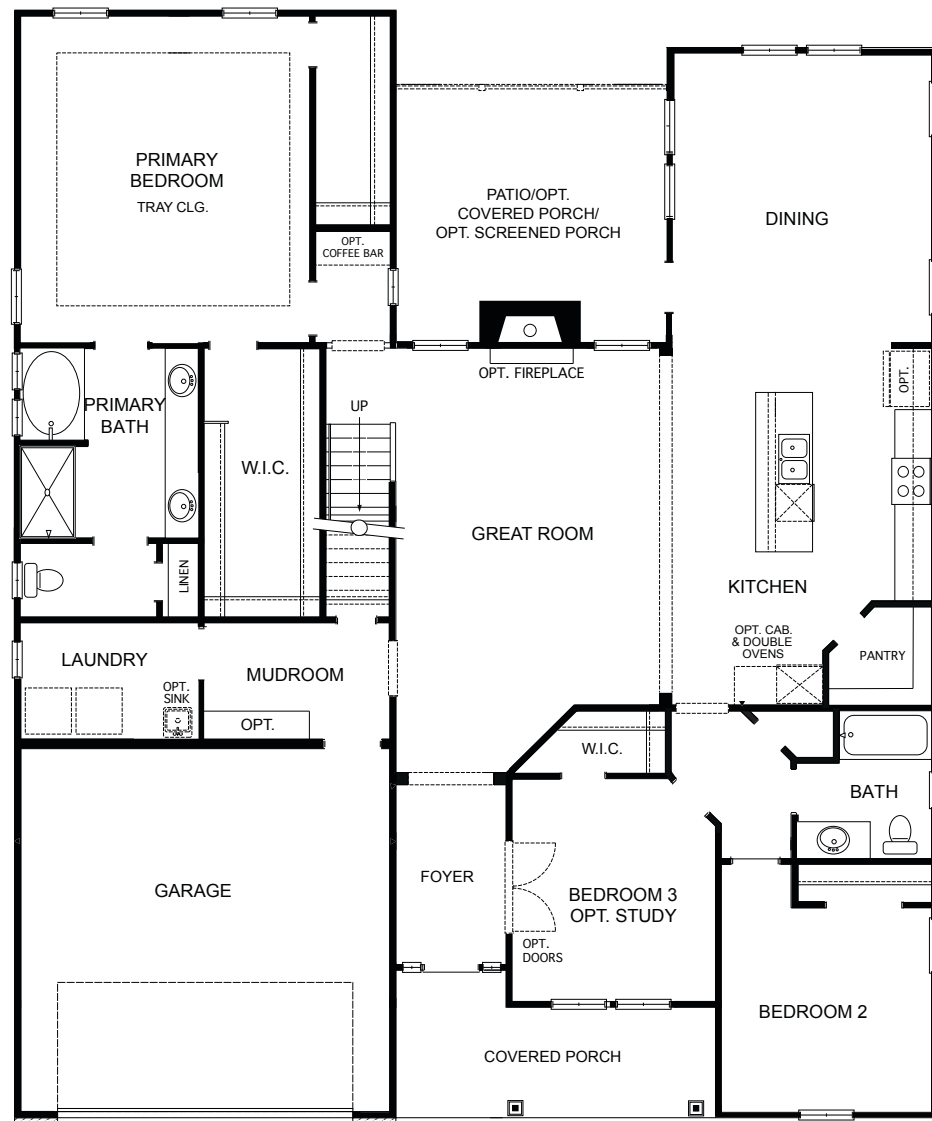 PRIMARY
BEDROOM
TRAY CLG.
OPT.
COFFEE BAR
PATIO/OPT.
COVERED PORCH/
OPT. SCREENED PORCH
DINING
OPT. FIREPLACE
OPT.
PRIMARY
BATH
UP
W.I.C.
GREAT ROOM
LINEN
KITCHEN
OPT. CAB.
& DOUBLE
OVENS
PANTRY
LAUNDRY
MUDROOM
OPT.
SINK
OPT.
W.I.C.
BATH
GARAGE
FOYER
BEDROOM 3
OPT. STUDY
OPT.
DOORS
BEDROOM 2
COVERED PORCH